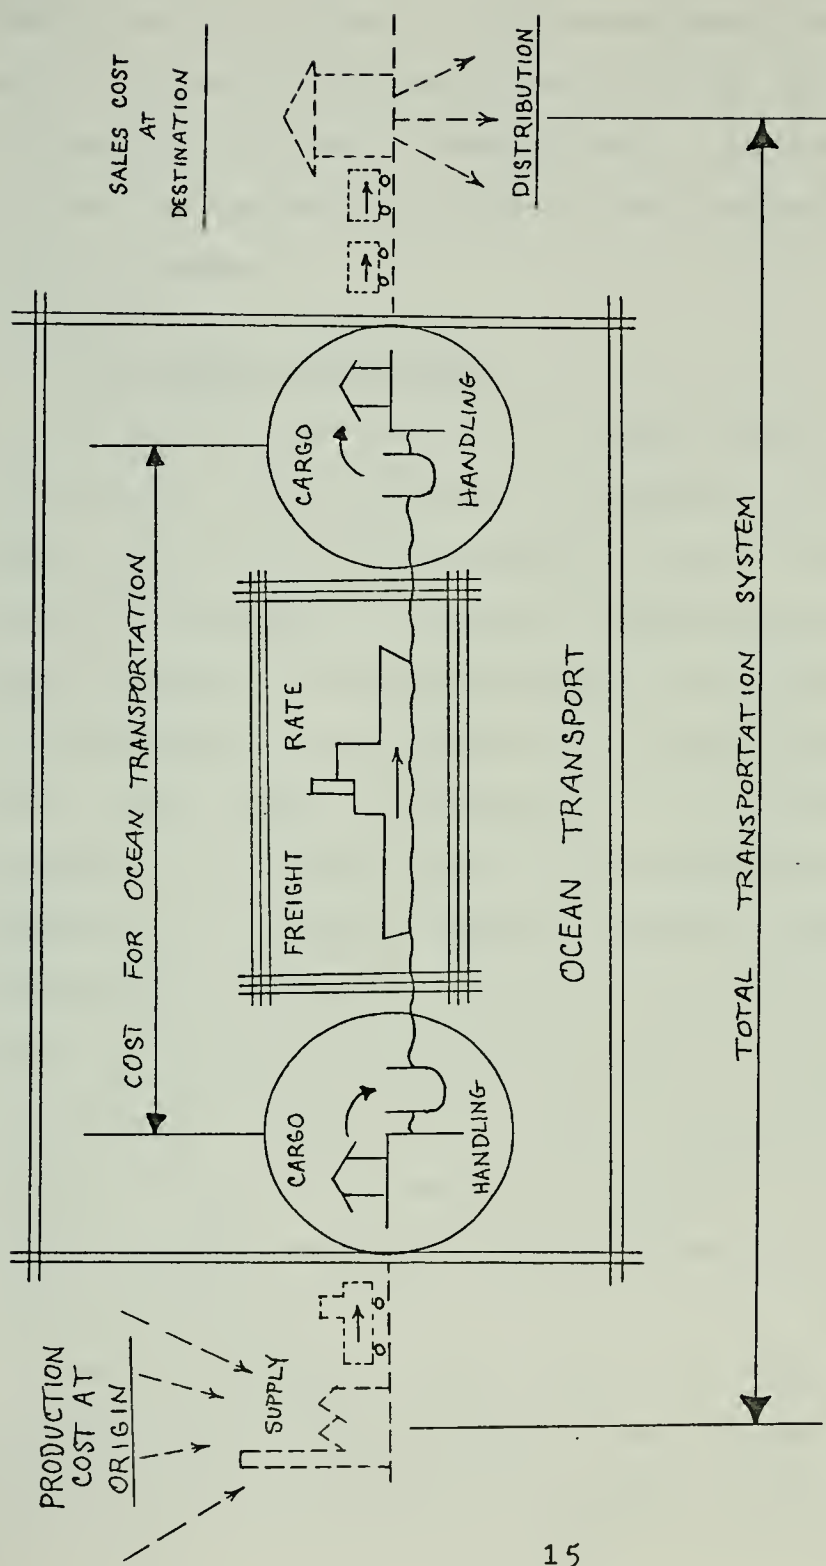 PRODUCTION
COST AT
ORIGIN
SUPPLY
COST FOR OCEAN TRANSPORTATION
CARGO
HANDLING
FREIGHT RATE
CARGO
HANDLING
OCEAN TRANSPORT
SALES COST
AT
DESTINATION
DISTRIBUTION
TOTAL TRANSPORTATION SYSTEM
15